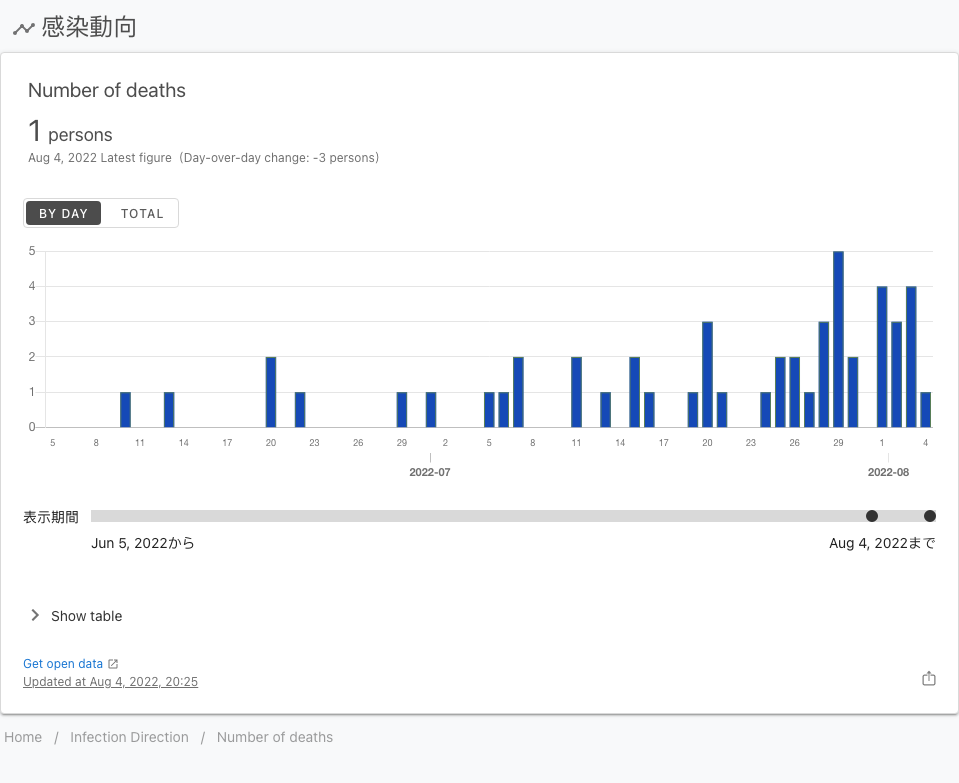 感染動向
Number of deaths
1 persons
Aug 4, 2022 Latest figure (Day-over-day change: -3 persons)
BY DAY TOTAL
5
4
3
2
1
0
5 8 11 14 17 20 23 26 29 2 5 8 11 14 17 20 23 26 29 1 4
2022-07 2022-08
表示期間
Jun 5, 2022から Aug 4, 2022まで
Show table
Get open data
Updated at Aug 4, 2022, 20:25
Home / Infection Direction / Number of deaths